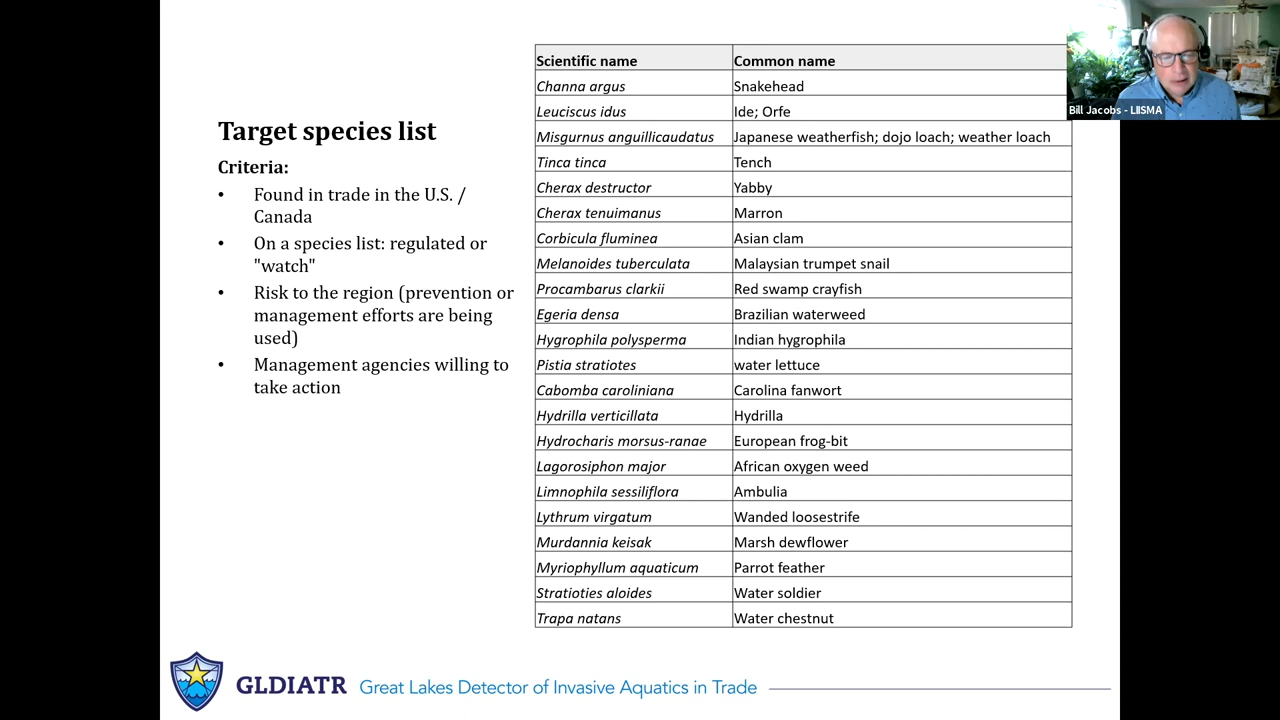 Target species list
Criteria:
• Found in trade in the U.S. /
Canada
• On a species list: regulated or
"watch"
• Risk to the region (prevention or
management efforts are being
used)
• Management agencies willing to
take action
Scientific name Common name
Channa argus Snakehead
Leuciscus idus Ide; Orfe
Misgurnus anguillicaudatus Japanese weatherfish; dojo loach; weather loach
Tinca tinca Tench
Cherax destructor Yabby
Cherax tenuimanus Marron
Corbicula fluminea Asian clam
Melanoides tuberculata Malaysian trumpet snail
Procambarus clarkii Red swamp crayfish
Egeria densa Brazilian waterweed
Hygrophila polysperma Indian hygrophila
Pistia stratiotes water lettuce
Cabomba caroliniana Carolina fanwort
Hydrilla verticillata Hydrilla
Hydrocharis morsus-ranae European frog-bit
Lagorosiphon major African oxygen weed
Limnophila sessiliflora Ambulia
Lythrum virgatum Wanded loosestrife
Murdannia keisak Marsh dewflower
Myriophyllum aquaticum Parrot feather
Stratioties aloides Water soldier
Trapa natans Water chestnut
Bill Jacobs - LIISMA
GLDIATR Great Lakes Detector of Invasive Aquatics in Trade